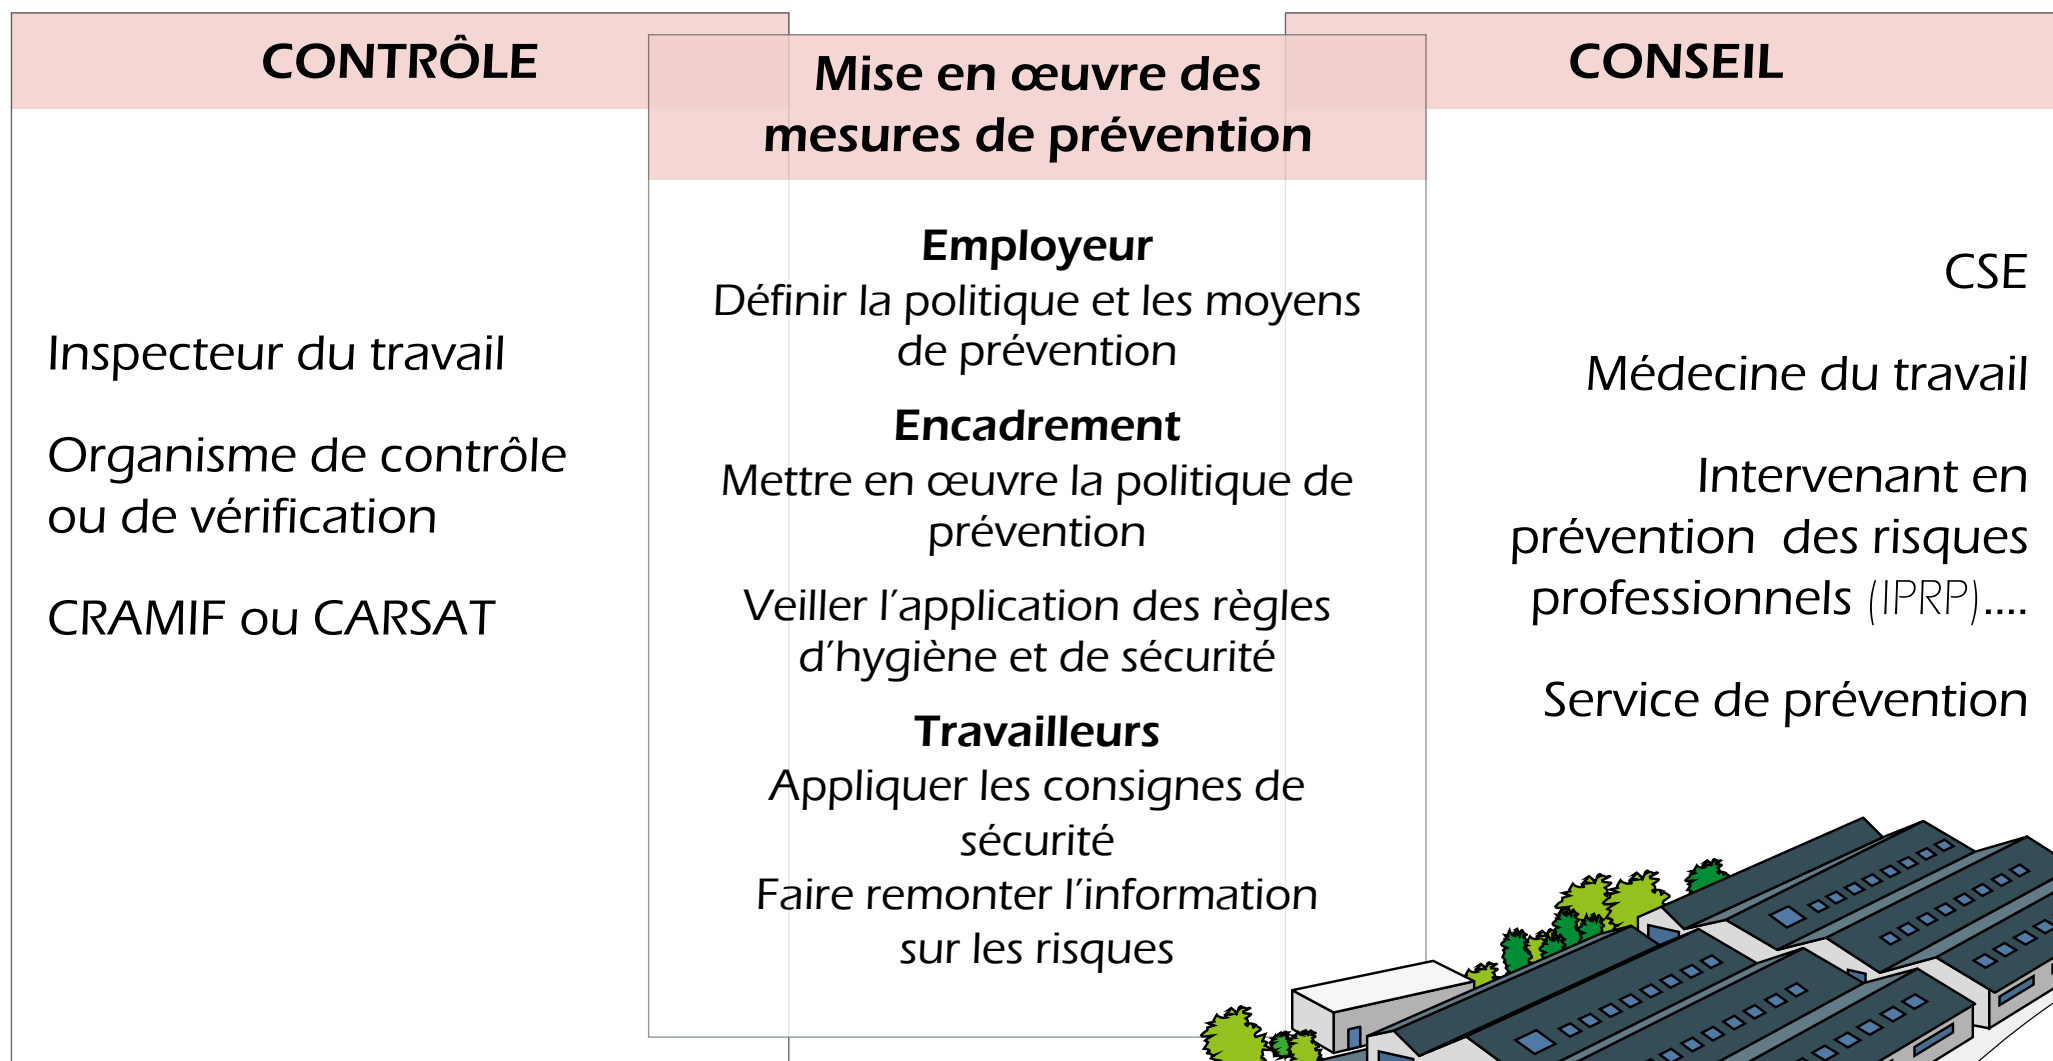 CONTRÔLE
Inspecteur du travail
Organisme de contrôle
ou de vérification
CRAMIF ou CARSAT
Mise en œuvre des
mesures de prévention
Employeur
Définir la politique et les moyens
de prévention
Encadrement
Mettre en œuvre la politique de
prévention
Veiller l’application des règles
d’hygiène et de sécurité
Travailleurs
Appliquer les consignes de
sécurité
Faire remonter l’information
sur les risques
CONSEIL
CSE
Médecine du travail
Intervenant en
prévention des risques
professionnels (IPRP)....
Service de prévention